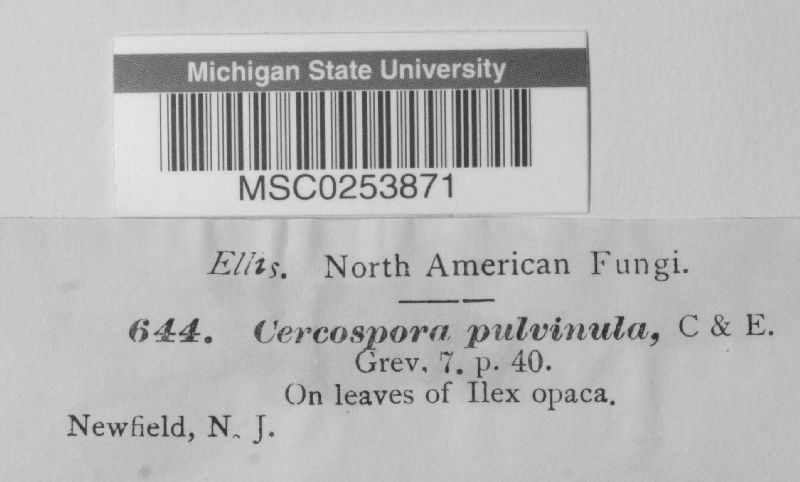 Michigan State University
MSC0253871
Ellis. North American Fungi.
644. Cercospora pulvinula, C & E.
Grev. 7. p. 40.
On leaves of Ilex opaca.
Newfield, N. J.